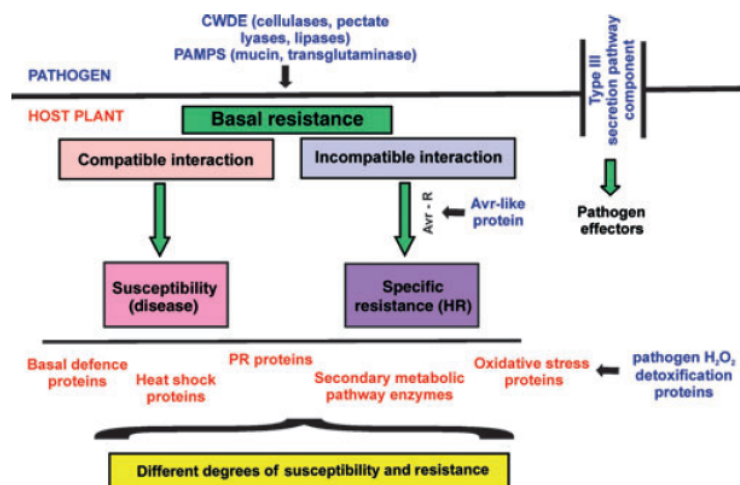 CWDE (cellulases, pectate
lyases, lipases)
PAMPS (mucin, transglutaminase)
PATHOGEN
Type III
secretion pathway
component
HOST PLANT
Basal resistance
Compatible interaction
Incompatible interaction
Avr - R
Avr-like
protein
Pathogen
effectors
Susceptibility
(disease)
Specific
resistance (HR)
Basal defence
proteins
Heat shock
proteins
PR proteins
Secondary metabolic
pathway enzymes
Oxidative stress
proteins
pathogen H₂O₂
detoxification
proteins
Different degrees of susceptibility and resistance